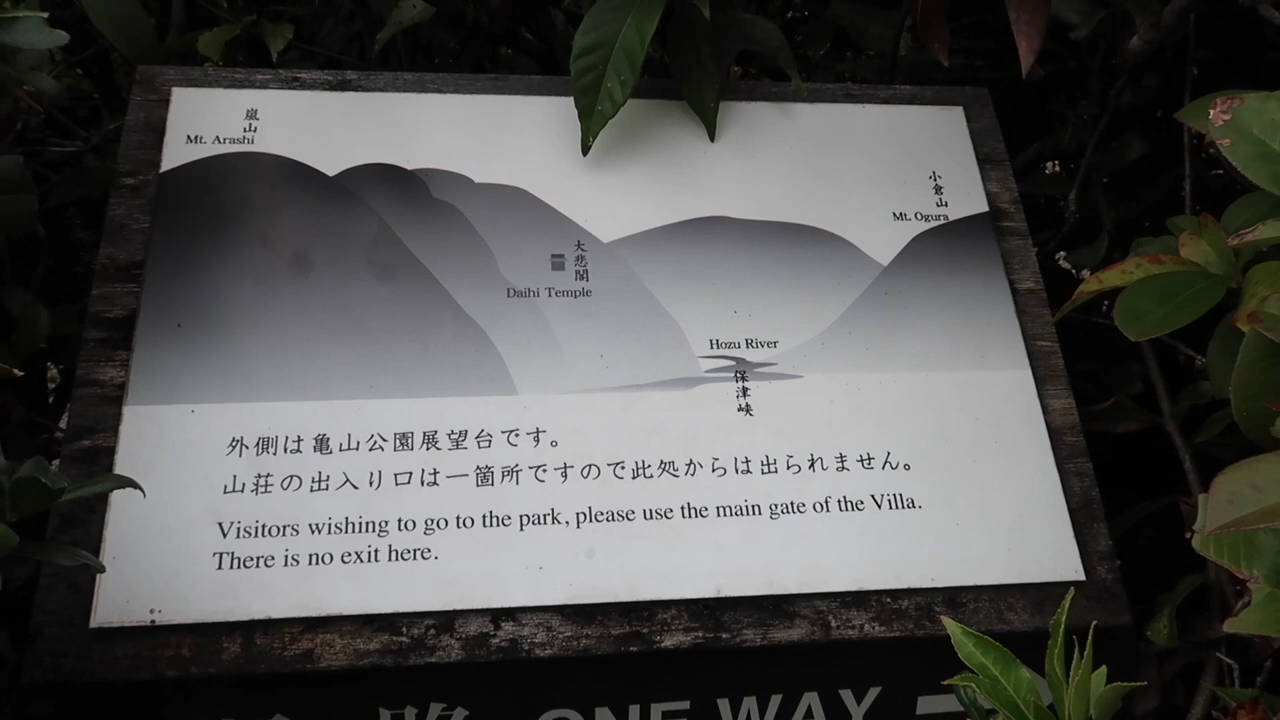 嵐山
Mt. Arashi
小倉山
Mt. Ogura
大悲閣
Daihi Temple
Hozu River
保津峡
外側は亀山公園展望台です。
山荘の出入り口は一箇所ですので此処からは出られません。
Visitors wishing to go to the park, please use the main gate of the Villa.
There is no exit here.
路 ONE WAY